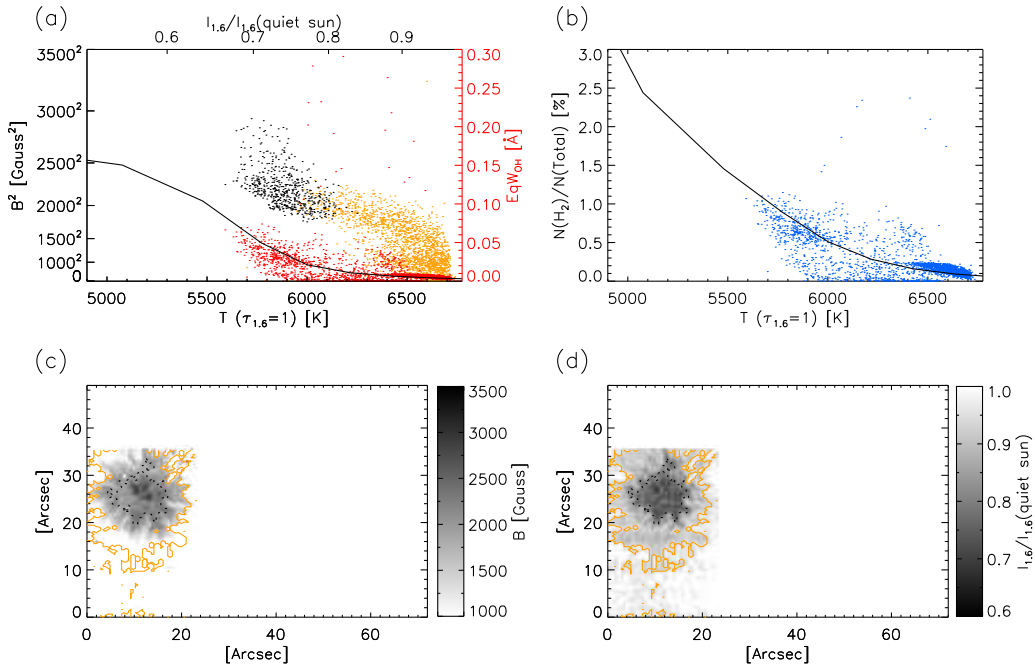 (a)
I₁.₆/I₁.₆(quiet sun)
0.6 0.7 0.8 0.9
3500²
3000²
2500²
2000²
1500²
1000²
0
B² [Gauss²]
0.30
0.20
0.15
0.10
0.05
0.00
EqW_OH [Å]
5000 5500 6000 6500
T (τ₁.₆=1) [K]
(b)
3.0
2.5
2.0
1.5
1.0
0.5
0.0
N(H₂)/N(Total) [%]
5000 5500 6000 6500
T (τ₁.₆=1) [K]
(c)
40
30
20
10
0
[Arcsec]
0 20 40 60
[Arcsec]
3500
3000
2500
2000
1500
1000
B [Gauss]
(d)
40
30
20
10
0
[Arcsec]
0 20 40 60
[Arcsec]
1.0
0.9
0.8
0.7
0.6
I₁.₆/I₁.₆(quiet sun)